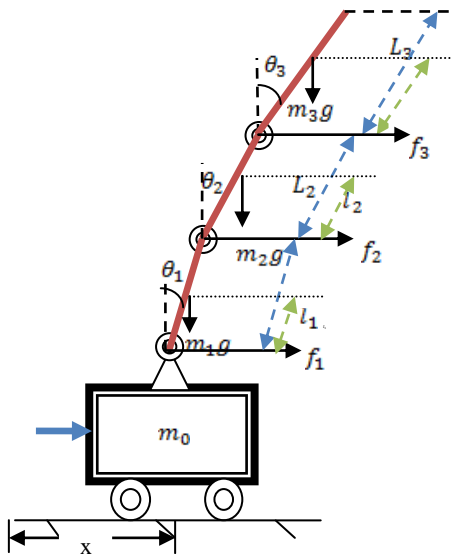 θ₃
L₃
m₃g
f₃
θ₂
L₂
l₂
m₂g
f₂
θ₁
l₁
m₁g
f₁
m₀
x